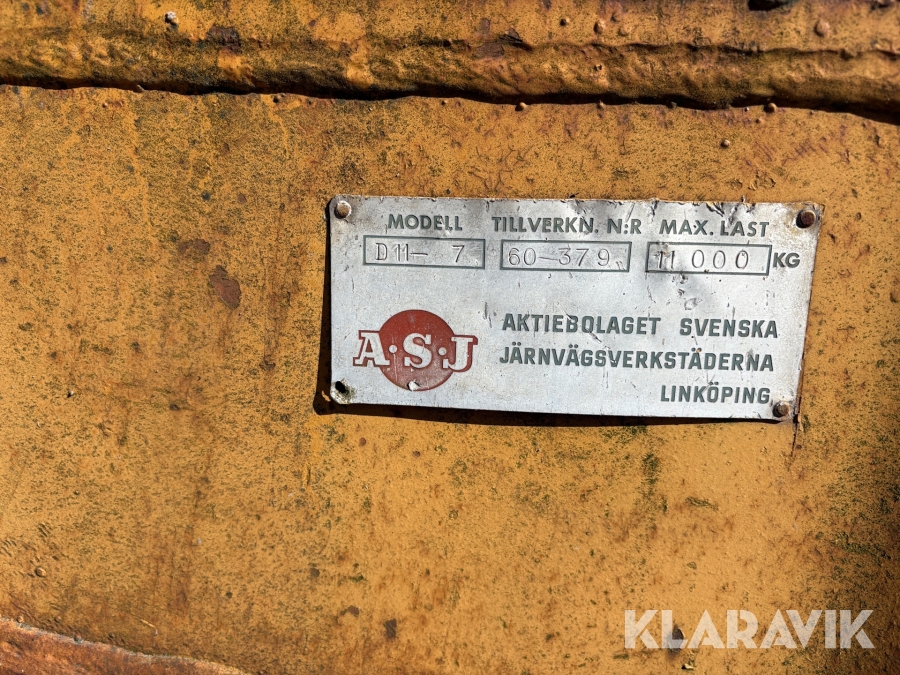 MODELL TILLVERKN. N:R MAX. LAST
D11- 7 60-379 11 000 KG
A·S·J
AKTIEBOLAGET SVENSKA
JÄRNVÄGSVERKSTÄDERNA
LINKÖPING
KLARAVIK